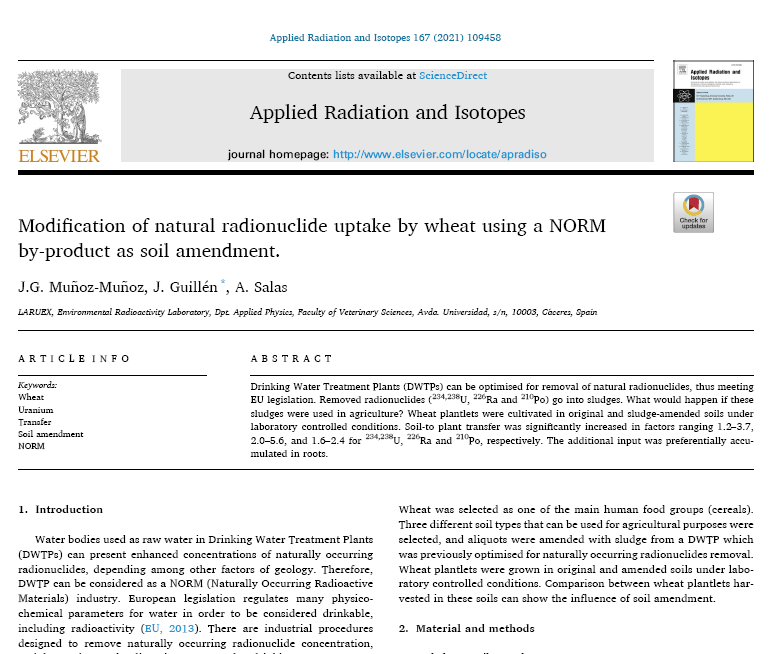 Applied Radiation and Isotopes 167 (2021) 109458
Contents lists available at ScienceDirect
Applied Radiation and Isotopes
journal homepage: http://www.elsevier.com/locate/apradiso
ELSEVIER
Applied Radiation and
Isotopes
Check for
updates
Modification of natural radionuclide uptake by wheat using a NORM
by-product as soil amendment.
J.G. Muñoz-Muñoz, J. Guillén*, A. Salas
LARUEX, Environmental Radioactivity Laboratory, Dpt. Applied Physics, Faculty of Veterinary Sciences, Avda. Universidad, s/n, 10003, Cáceres, Spain
ARTICLE INFO
Keywords:
Wheat
Uranium
Transfer
Soil amendment
NORM
ABSTRACT
Drinking Water Treatment Plants (DWTPs) can be optimised for removal of natural radionuclides, thus meeting
EU legislation. Removed radionuclides (234,238U, 226Ra and 210Po) go into sludges. What would happen if these
sludges were used in agriculture? Wheat plantlets were cultivated in original and sludge-amended soils under
laboratory controlled conditions. Soil-to plant transfer was significantly increased in factors ranging 1.2–3.7,
2.0–5.6, and 1.6–2.4 for 234,238U, 226Ra and 210Po, respectively. The additional input was preferentially accu-
mulated in roots.
1. Introduction
Water bodies used as raw water in Drinking Water Treatment Plants
(DWTPs) can present enhanced concentrations of naturally occurring
radionuclides, depending among other factors of geology. Therefore,
DWTP can be considered as a NORM (Naturally Occurring Radioactive
Materials) industry. European legislation regulates many physico-
chemical parameters for water in order to be considered drinkable,
including radioactivity (EU, 2013). There are industrial procedures
designed to remove naturally occurring radionuclide concentration,
Wheat was selected as one of the main human food groups (cereals).
Three different soil types that can be used for agricultural purposes were
selected, and aliquots were amended with sludge from a DWTP which
was previously optimised for naturally occurring radionuclides removal.
Wheat plantlets were grown in original and amended soils under labo-
ratory controlled conditions. Comparison between wheat plantlets har-
vested in these soils can show the influence of soil amendment.
2. Material and methods